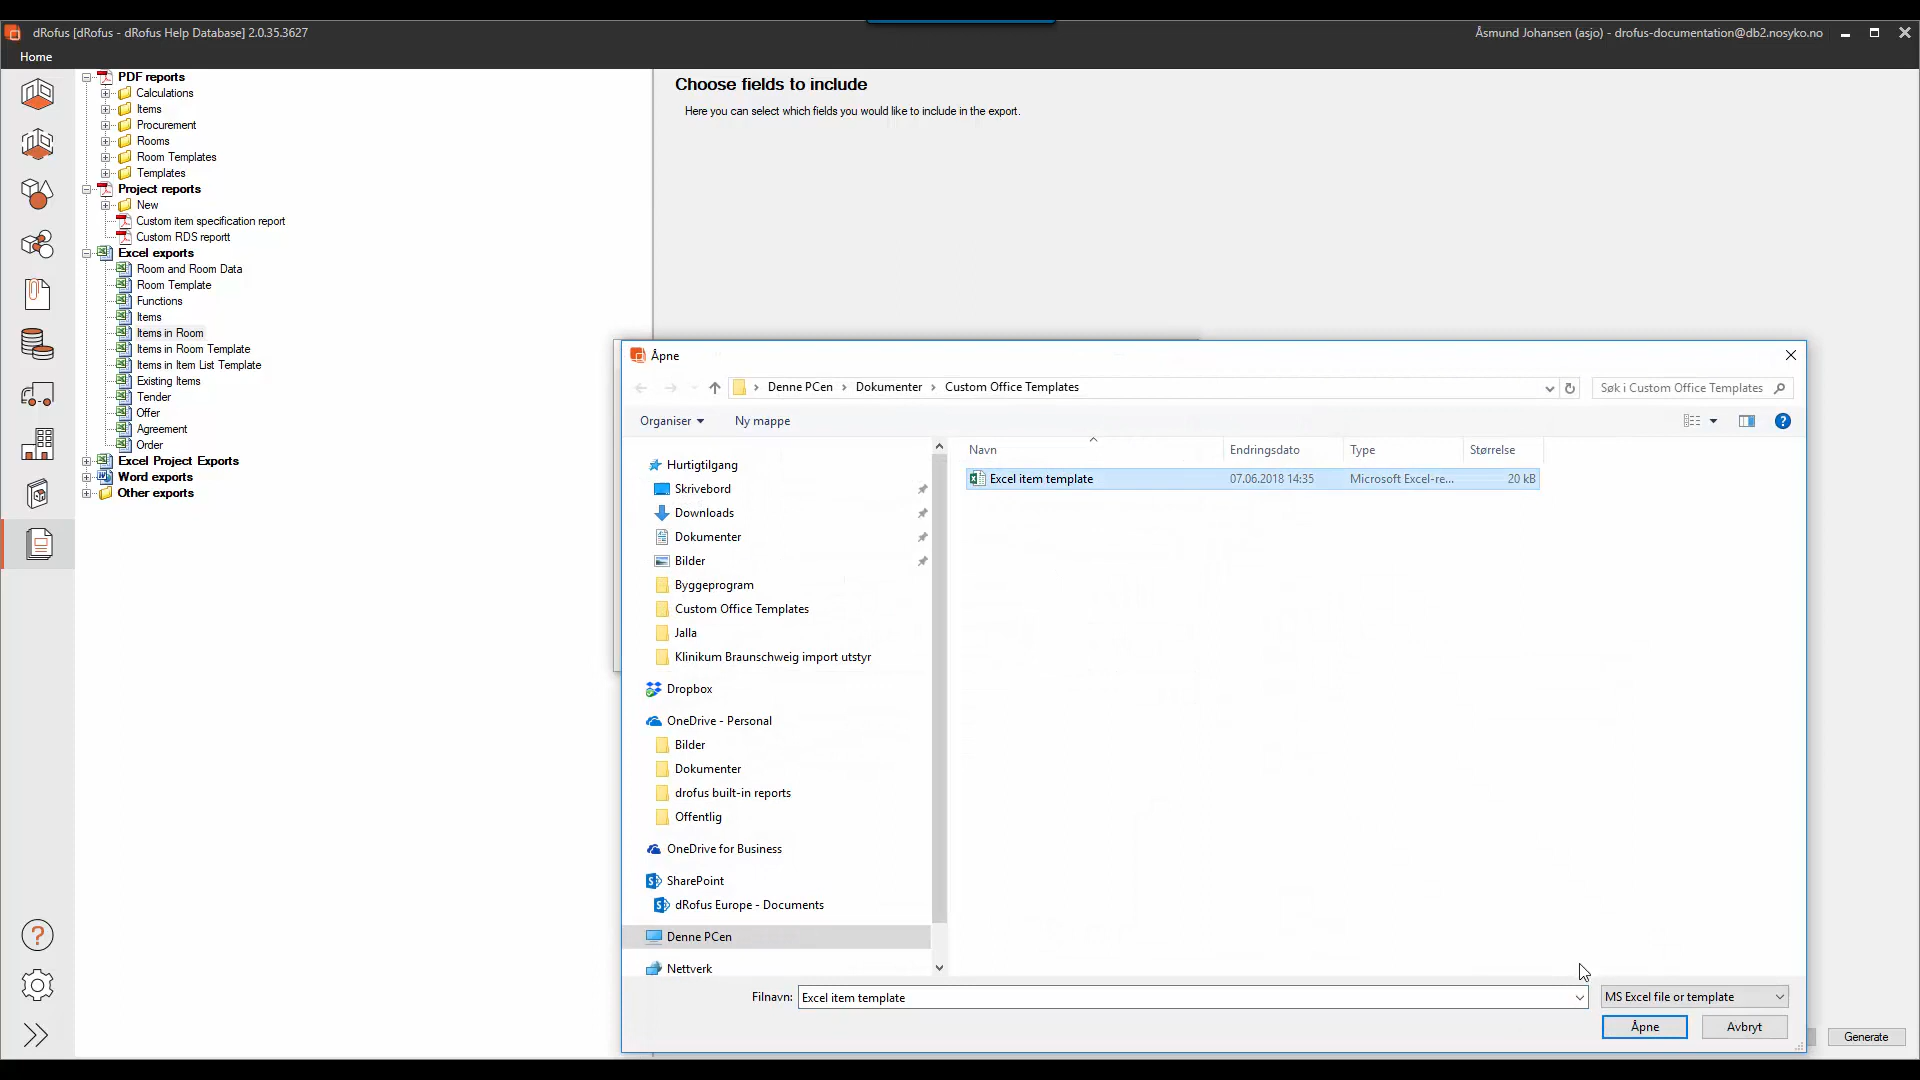 dRofus [dRofus - dRofus Help Database] 2.0.35.3627
Åsmund Johansen (asjo) - drofus-documentation@db2.nosyko.no
Home
PDF reports
Calculations
Items
Procurement
Rooms
Room Templates
Templates
Project reports
New
Custom item specification report
Custom RDS reportt
Excel exports
Room and Room Data
Room Template
Functions
Items
Items in Room
Items in Room Template
Items in Item List Template
Existing Items
Tender
Offer
Agreement
Order
Excel Project Exports
Word exports
Other exports
Choose fields to include
Here you can select which fields you would like to include in the export.
Åpne
Denne PCen > Dokumenter > Custom Office Templates
Søk i Custom Office Templates
Organiser
Ny mappe
Hurtigtilgang
Skrivebord
Downloads
Dokumenter
Bilder
Byggeprogram
Custom Office Templates
Jalla
Klinikum Braunschweig import utstyr
Dropbox
OneDrive - Personal
Bilder
Dokumenter
drofus built-in reports
Offentlig
OneDrive for Business
SharePoint
dRofus Europe - Documents
Denne PCen
Nettverk
Navn Endringsdato Type Størrelse
Excel item template 07.06.2018 14:35 Microsoft Excel-re... 20 kB
Filnavn: Excel item template
MS Excel file or template
Åpne
Avbryt
Generate